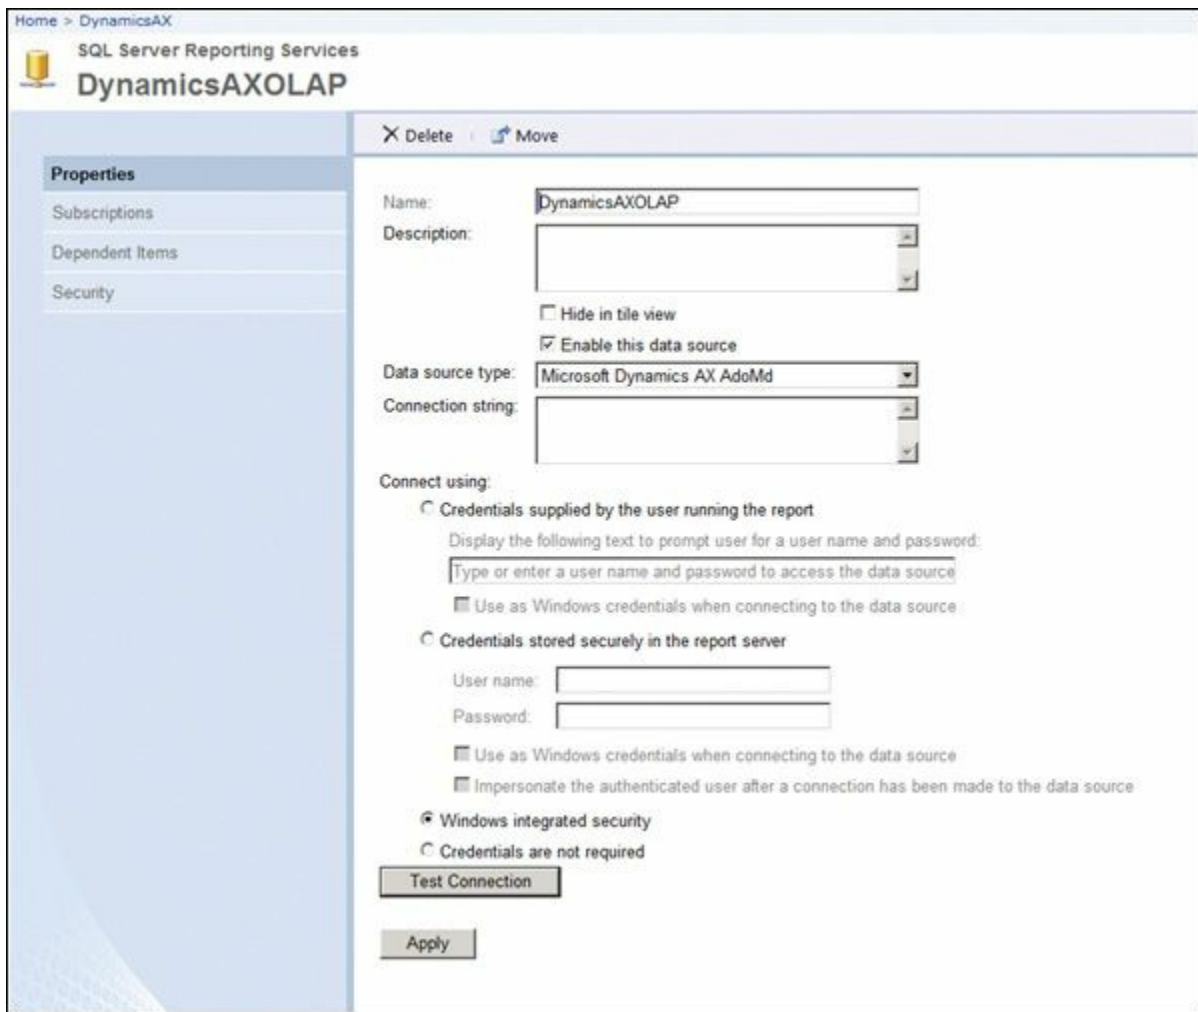 Home > DynamicsAX
SQL Server Reporting Services
DynamicsAXOLAP
Delete
Move
Properties
Subscriptions
Dependent Items
Security
Name: DynamicsAXOLAP
Description:
Hide in tile view
Enable this data source
Data source type: Microsoft Dynamics AX AdoMd
Connection string:
Connect using:
Credentials supplied by the user running the report
Display the following text to prompt user for a user name and password:
Type or enter a user name and password to access the data source
Use as Windows credentials when connecting to the data source
Credentials stored securely in the report server
User name:
Password:
Use as Windows credentials when connecting to the data source
Impersonate the authenticated user after a connection has been made to the data source
Windows integrated security
Credentials are not required
Test Connection
Apply